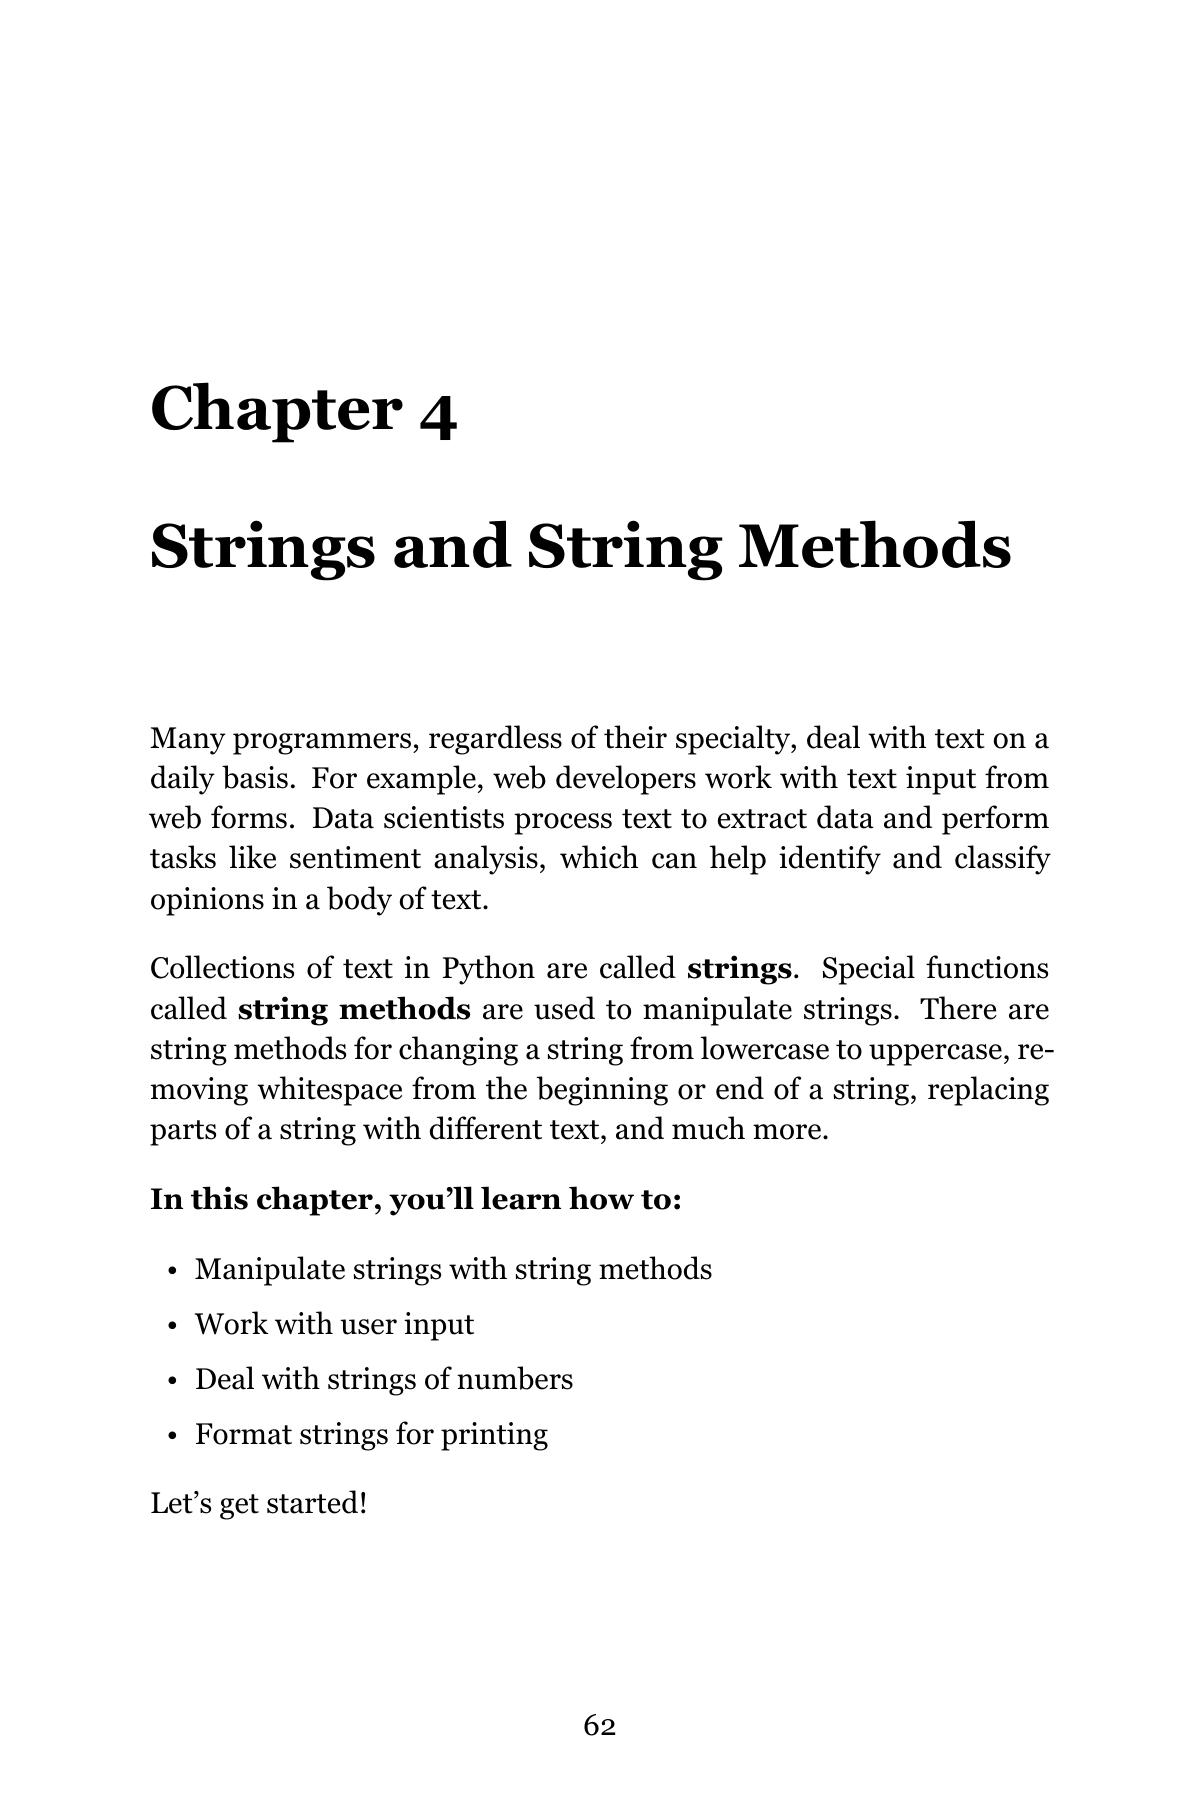 Chapter 4
Strings and String Methods
Many programmers, regardless of their specialty, deal with text on a
daily basis. For example, web developers work with text input from
web forms. Data scientists process text to extract data and perform
tasks like sentiment analysis, which can help identify and classify
opinions in a body of text.
Collections of text in Python are called strings. Special functions
called string methods are used to manipulate strings. There are
string methods for changing a string from lowercase to uppercase, re-
moving whitespace from the beginning or end of a string, replacing
parts of a string with different text, and much more.
In this chapter, you’ll learn how to:
• Manipulate strings with string methods
• Work with user input
• Deal with strings of numbers
• Format strings for printing
Let’s get started!
62